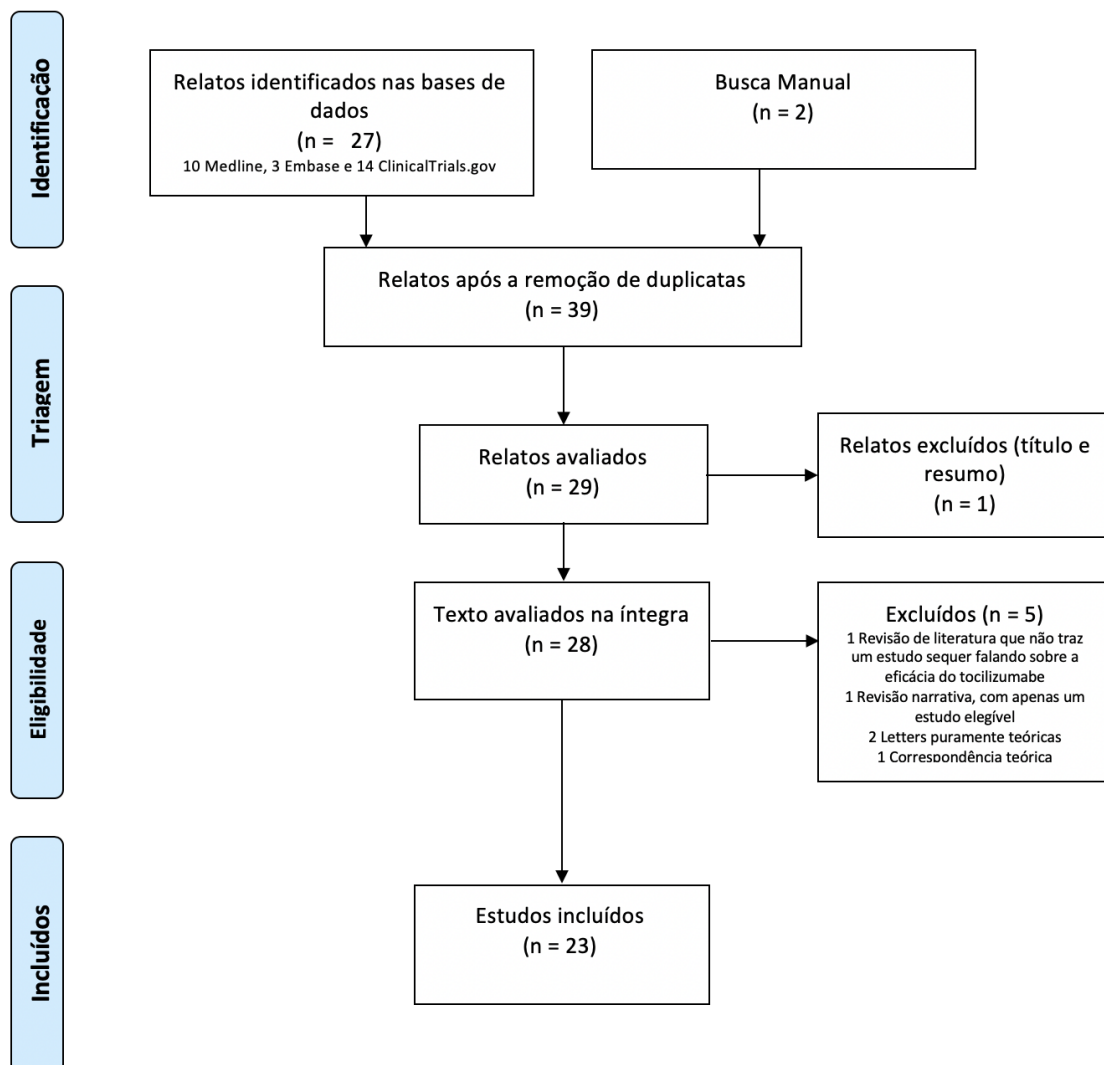 Identificação
Relatos identificados nas bases de
dados
(n =   27)
10 Medline, 3 Embase e 14 ClinicalTrials.gov
Busca Manual
(n = 2)
Relatos após a remoção de duplicatas
(n = 39)
Triagem
Relatos avaliados
(n = 29)
Relatos excluídos (título e
resumo)
(n = 1)
Eligibilidade
Texto avaliados na íntegra
(n = 28)
Excluídos (n = 5)
1 Revisão de literatura que não traz
um estudo sequer falando sobre a
eficácia do tocilizumabe
1 Revisão narrativa, com apenas um
estudo elegível
2 Letters puramente teóricas
1 Correspondência teórica
Incluídos
Estudos incluídos
(n = 23)